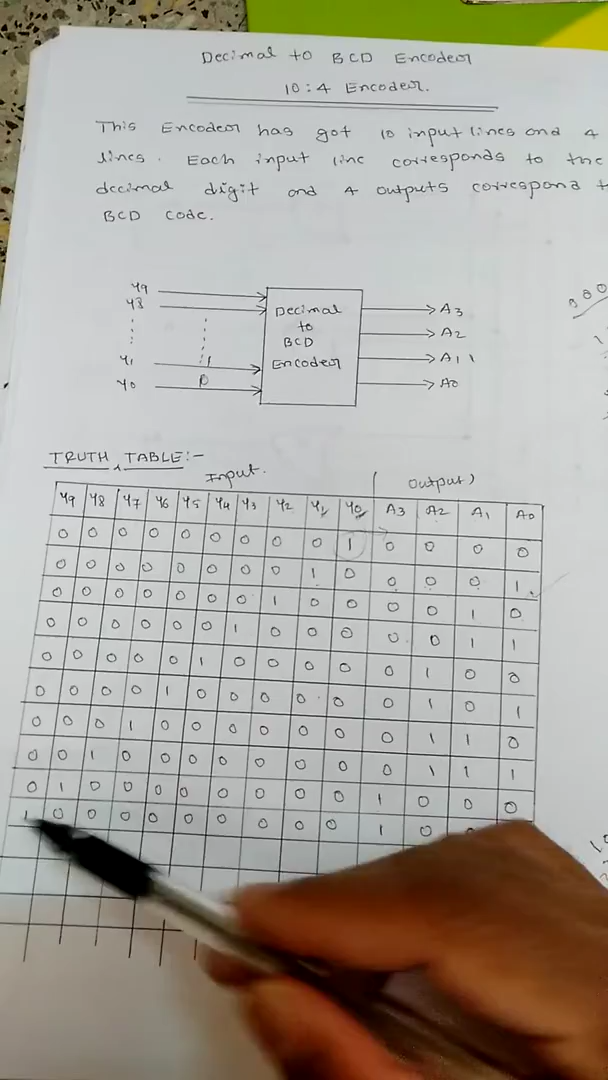 Decimal to BCD Encoder
10:4 Encoder.
This Encoder has got 10 input lines and 4
lines. Each input line corresponds to the
decimal digit and 4 outputs correspond
BCD code.
Y9
Y8
Y1
Y0
1
0
Decimal
to
BCD
Encoder
A3
A2
A1
A0
TRUTH TABLE:-
Input. Output
Y9 Y8 Y7 Y6 Y5 Y4 Y3 Y2 Y1 Y0 A3 A2 A1 A0
0 0 0 0 0 0 0 0 0 1 0 0 0 0
0 0 0 0 0 0 0 0 1 0 0 0 0 1
0 0 0 0 0 0 0 1 0 0 0 0 1 0
0 0 0 0 0 0 1 0 0 0 0 0 1 1
0 0 0 0 0 1 0 0 0 0 0 1 0 0
0 0 0 0 1 0 0 0 0 0 0 1 0 1
0 0 0 1 0 0 0 0 0 0 0 1 1 0
0 0 1 0 0 0 0 0 0 0 0 1 1 1
0 1 0 0 0 0 0 0 0 0 1 0 0 0
1 0 0 0 0 0 0 0 0 0 1 0